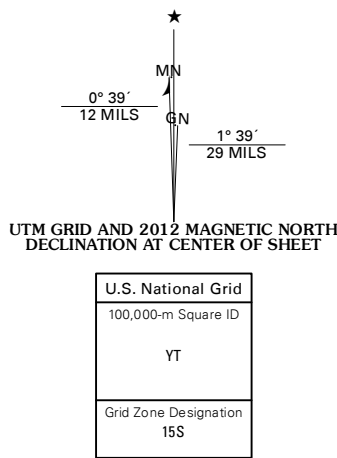 ★
MN
0° 39´
12 MILS
GN
1° 39´
29 MILS
UTM GRID AND 2012 MAGNETIC NORTH
DECLINATION AT CENTER OF SHEET
U.S. National Grid
100,000-m Square ID
YT
Grid Zone Designation
15S